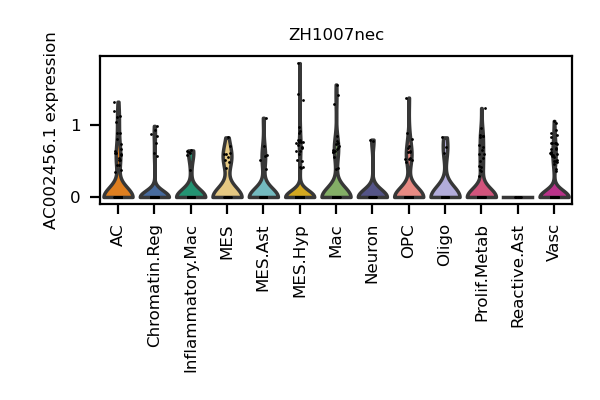 ZH1007nec
AC002456.1 expression
1
0
AC
Chromatin.Reg
Inflammatory.Mac
MES
MES.Ast
MES.Hyp
Mac
Neuron
OPC
Oligo
Prolif.Metab
Reactive.Ast
Vasc